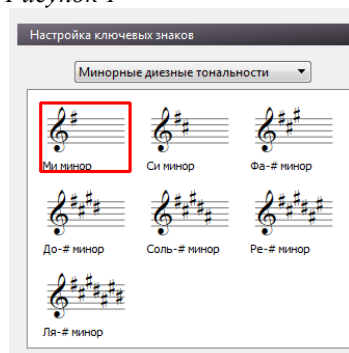 Рисунок 1
Настройка ключевых знаков
Минорные диезные тональности
Ми минор Си минор Фа-# минор
До-# минор Соль-# минор Ре-# минор
Ля-# минор